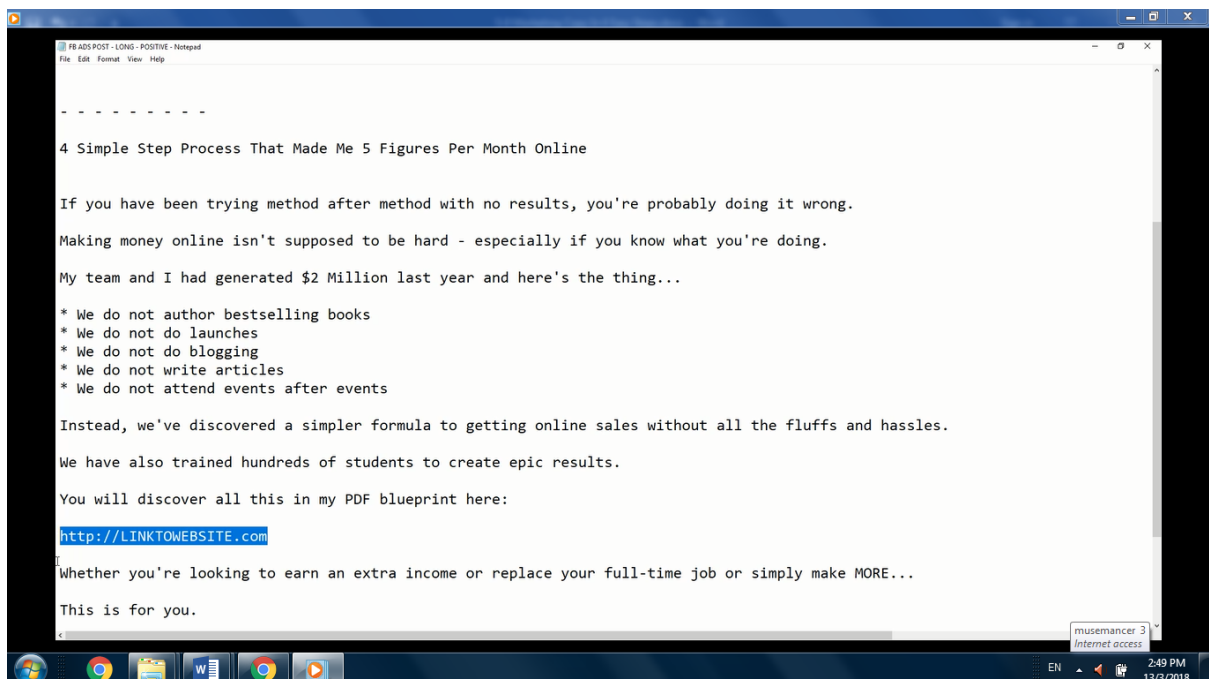 FB ADS POST - LONG - POSITIVE - Notepad
File Edit Format View Help
- - - - - - - - -
4 Simple Step Process That Made Me 5 Figures Per Month Online
If you have been trying method after method with no results, you're probably doing it wrong.
Making money online isn't supposed to be hard - especially if you know what you're doing.
My team and I had generated $2 Million last year and here's the thing...
* We do not author bestselling books
* We do not do launches
* We do not do blogging
* We do not write articles
* We do not attend events after events
Instead, we've discovered a simpler formula to getting online sales without all the fluffs and hassles.
We have also trained hundreds of students to create epic results.
You will discover all this in my PDF blueprint here:
http://LINKTOWEBSITE.com
Whether you're looking to earn an extra income or replace your full-time job or simply make MORE...
This is for you.
musemancer 3
Internet access
EN
2:49 PM
13/3/2018